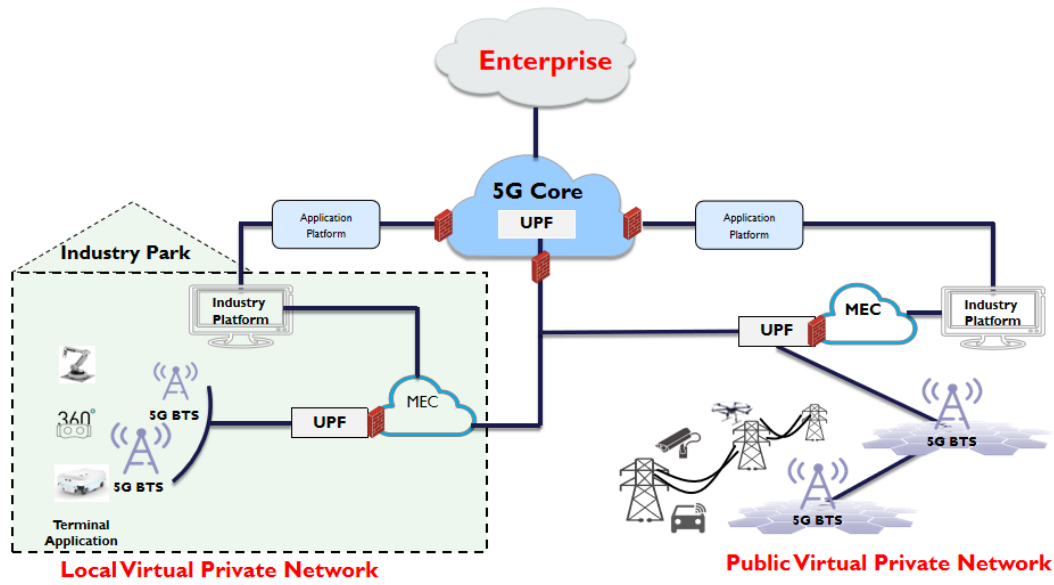 Enterprise
5G Core
UPF
Application
Platform
Application
Platform
Industry Park
Industry
Platform
MEC
UPF
Industry
Platform
5G BTS
360°
MEC
UPF
5G BTS
5G BTS
5G BTS
Terminal
Application
Local Virtual Private Network
Public Virtual Private Network